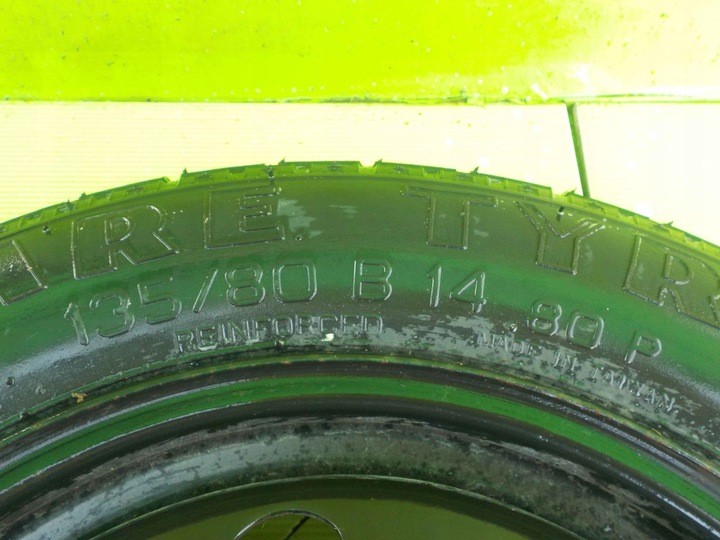 ARE TYR
135/80 B 14 80 P
REINFORCED MADE IN TAIWAN